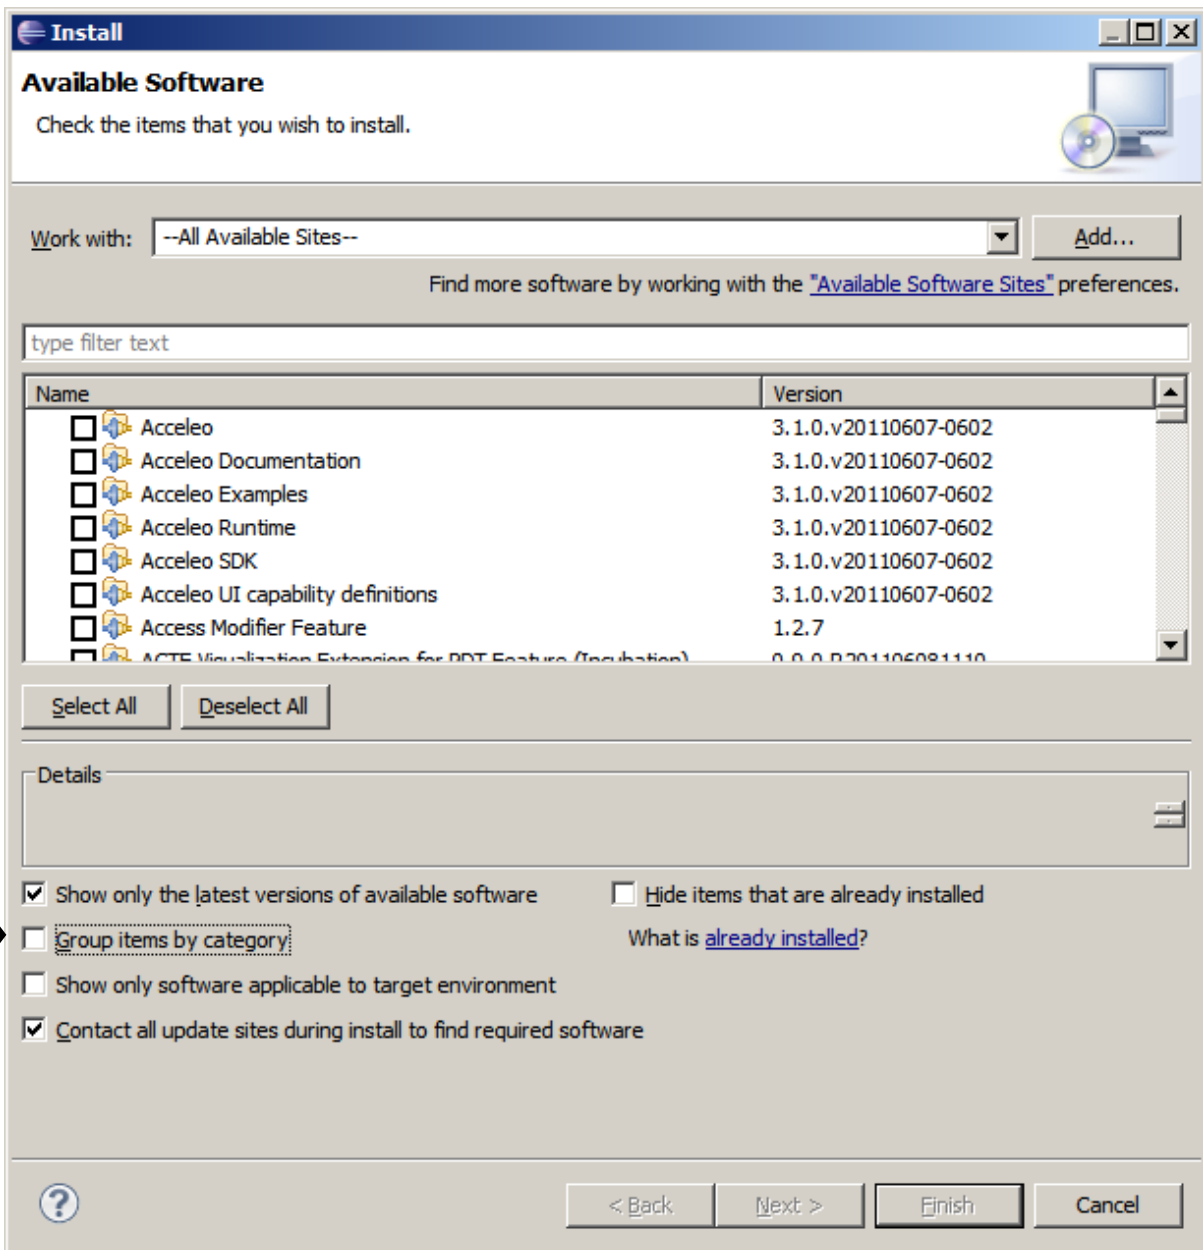 Install
Available Software
Check the items that you wish to install.
Work with: --All Available Sites-- Add...
Find more software by working with the "Available Software Sites" preferences.
type filter text
Name Version
Acceleo 3.1.0.v20110607-0602
Acceleo Documentation 3.1.0.v20110607-0602
Acceleo Examples 3.1.0.v20110607-0602
Acceleo Runtime 3.1.0.v20110607-0602
Acceleo SDK 3.1.0.v20110607-0602
Acceleo UI capability definitions 3.1.0.v20110607-0602
Access Modifier Feature 1.2.7
Visualization Extension for PDT Feature (Incubation)
Select All Deselect All
Details
Show only the latest versions of available software Hide items that are already installed
Group items by category What is already installed?
Show only software applicable to target environment
Contact all update sites during install to find required software
< Back Next > Finish Cancel